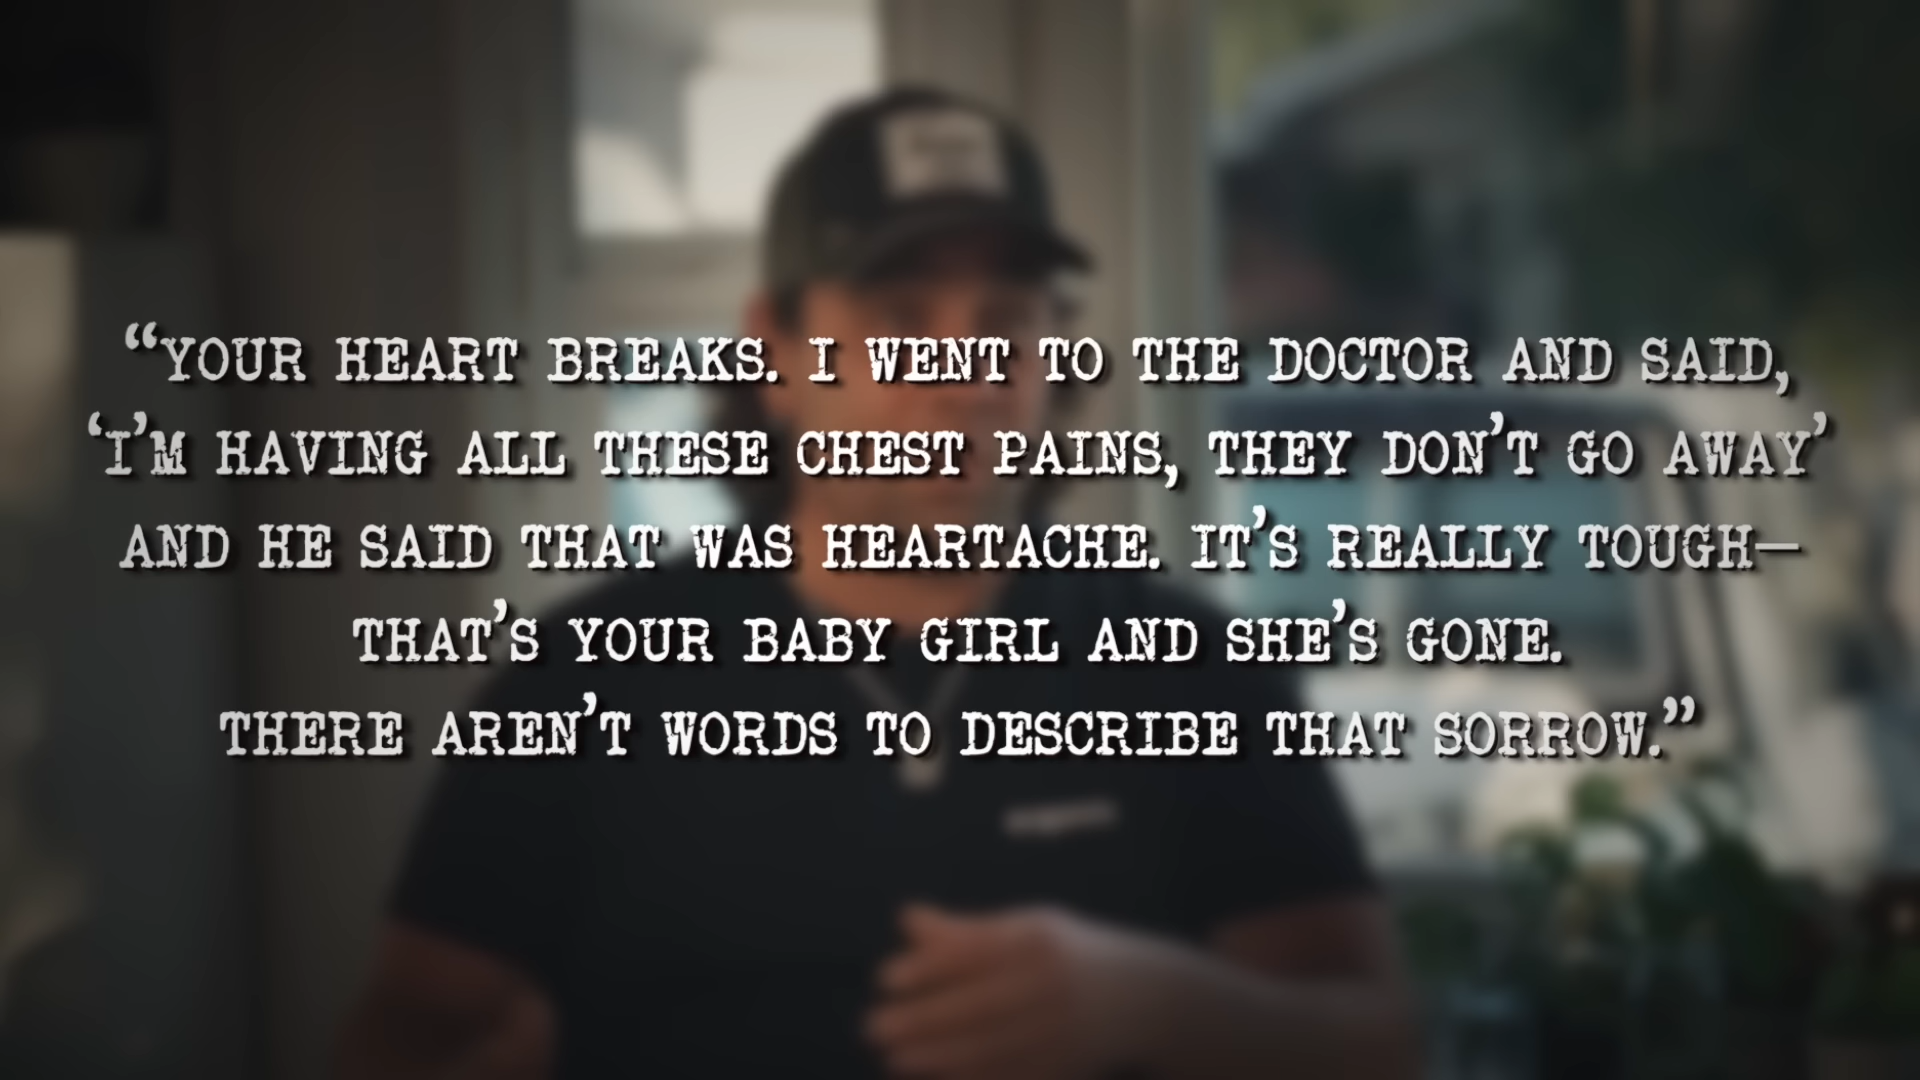 “YOUR HEART BREAKS. I WENT TO THE DOCTOR AND SAID,
‘I’M HAVING ALL THESE CHEST PAINS, THEY DON’T GO AWAY’
AND HE SAID THAT WAS HEARTACHE. IT’S REALLY TOUGH—
THAT’S YOUR BABY GIRL AND SHE’S GONE.
THERE AREN’T WORDS TO DESCRIBE THAT SORROW.”